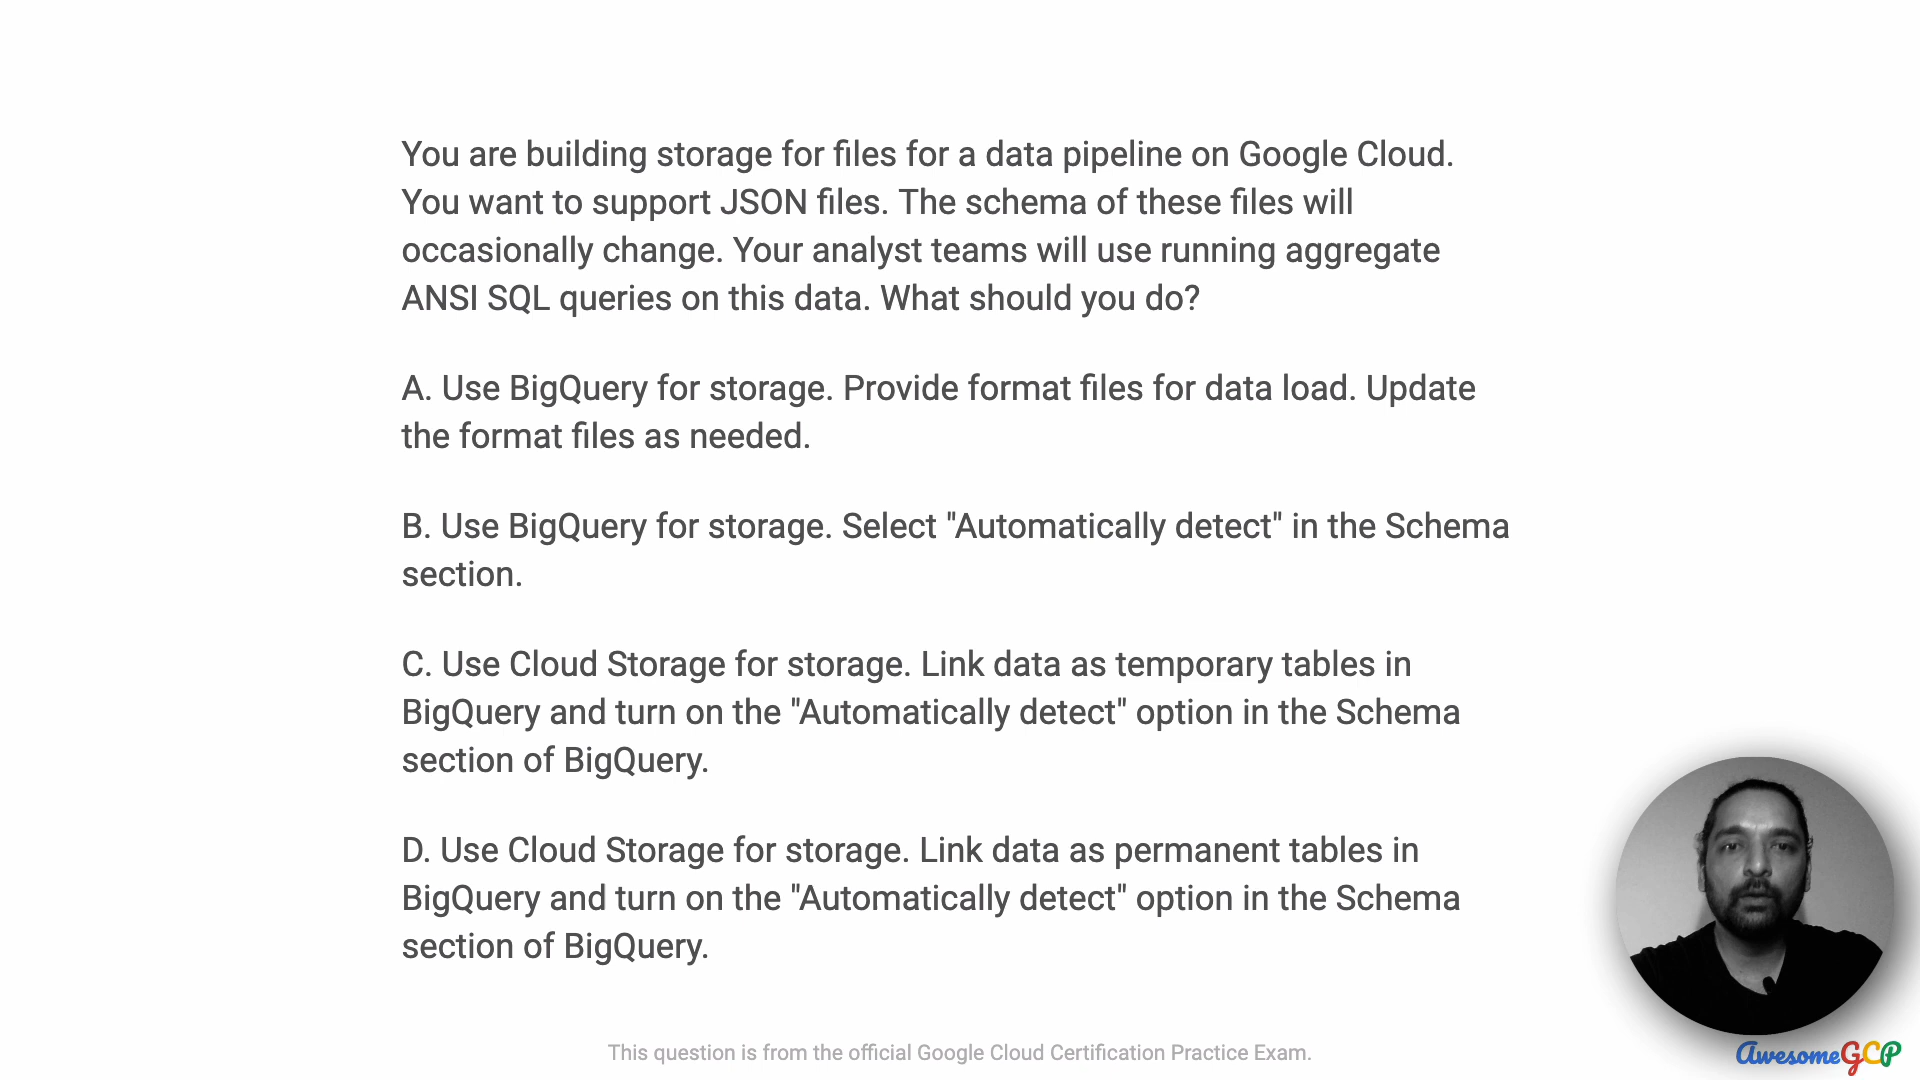 You are building storage for files for a data pipeline on Google Cloud.
You want to support JSON files. The schema of these files will
occasionally change. Your analyst teams will use running aggregate
ANSI SQL queries on this data. What should you do?
A. Use BigQuery for storage. Provide format files for data load. Update
the format files as needed.
B. Use BigQuery for storage. Select "Automatically detect" in the Schema
section.
C. Use Cloud Storage for storage. Link data as temporary tables in
BigQuery and turn on the "Automatically detect" option in the Schema
section of BigQuery.
D. Use Cloud Storage for storage. Link data as permanent tables in
BigQuery and turn on the "Automatically detect" option in the Schema
section of BigQuery.
This question is from the official Google Cloud Certification Practice Exam.
AwesomeGCP